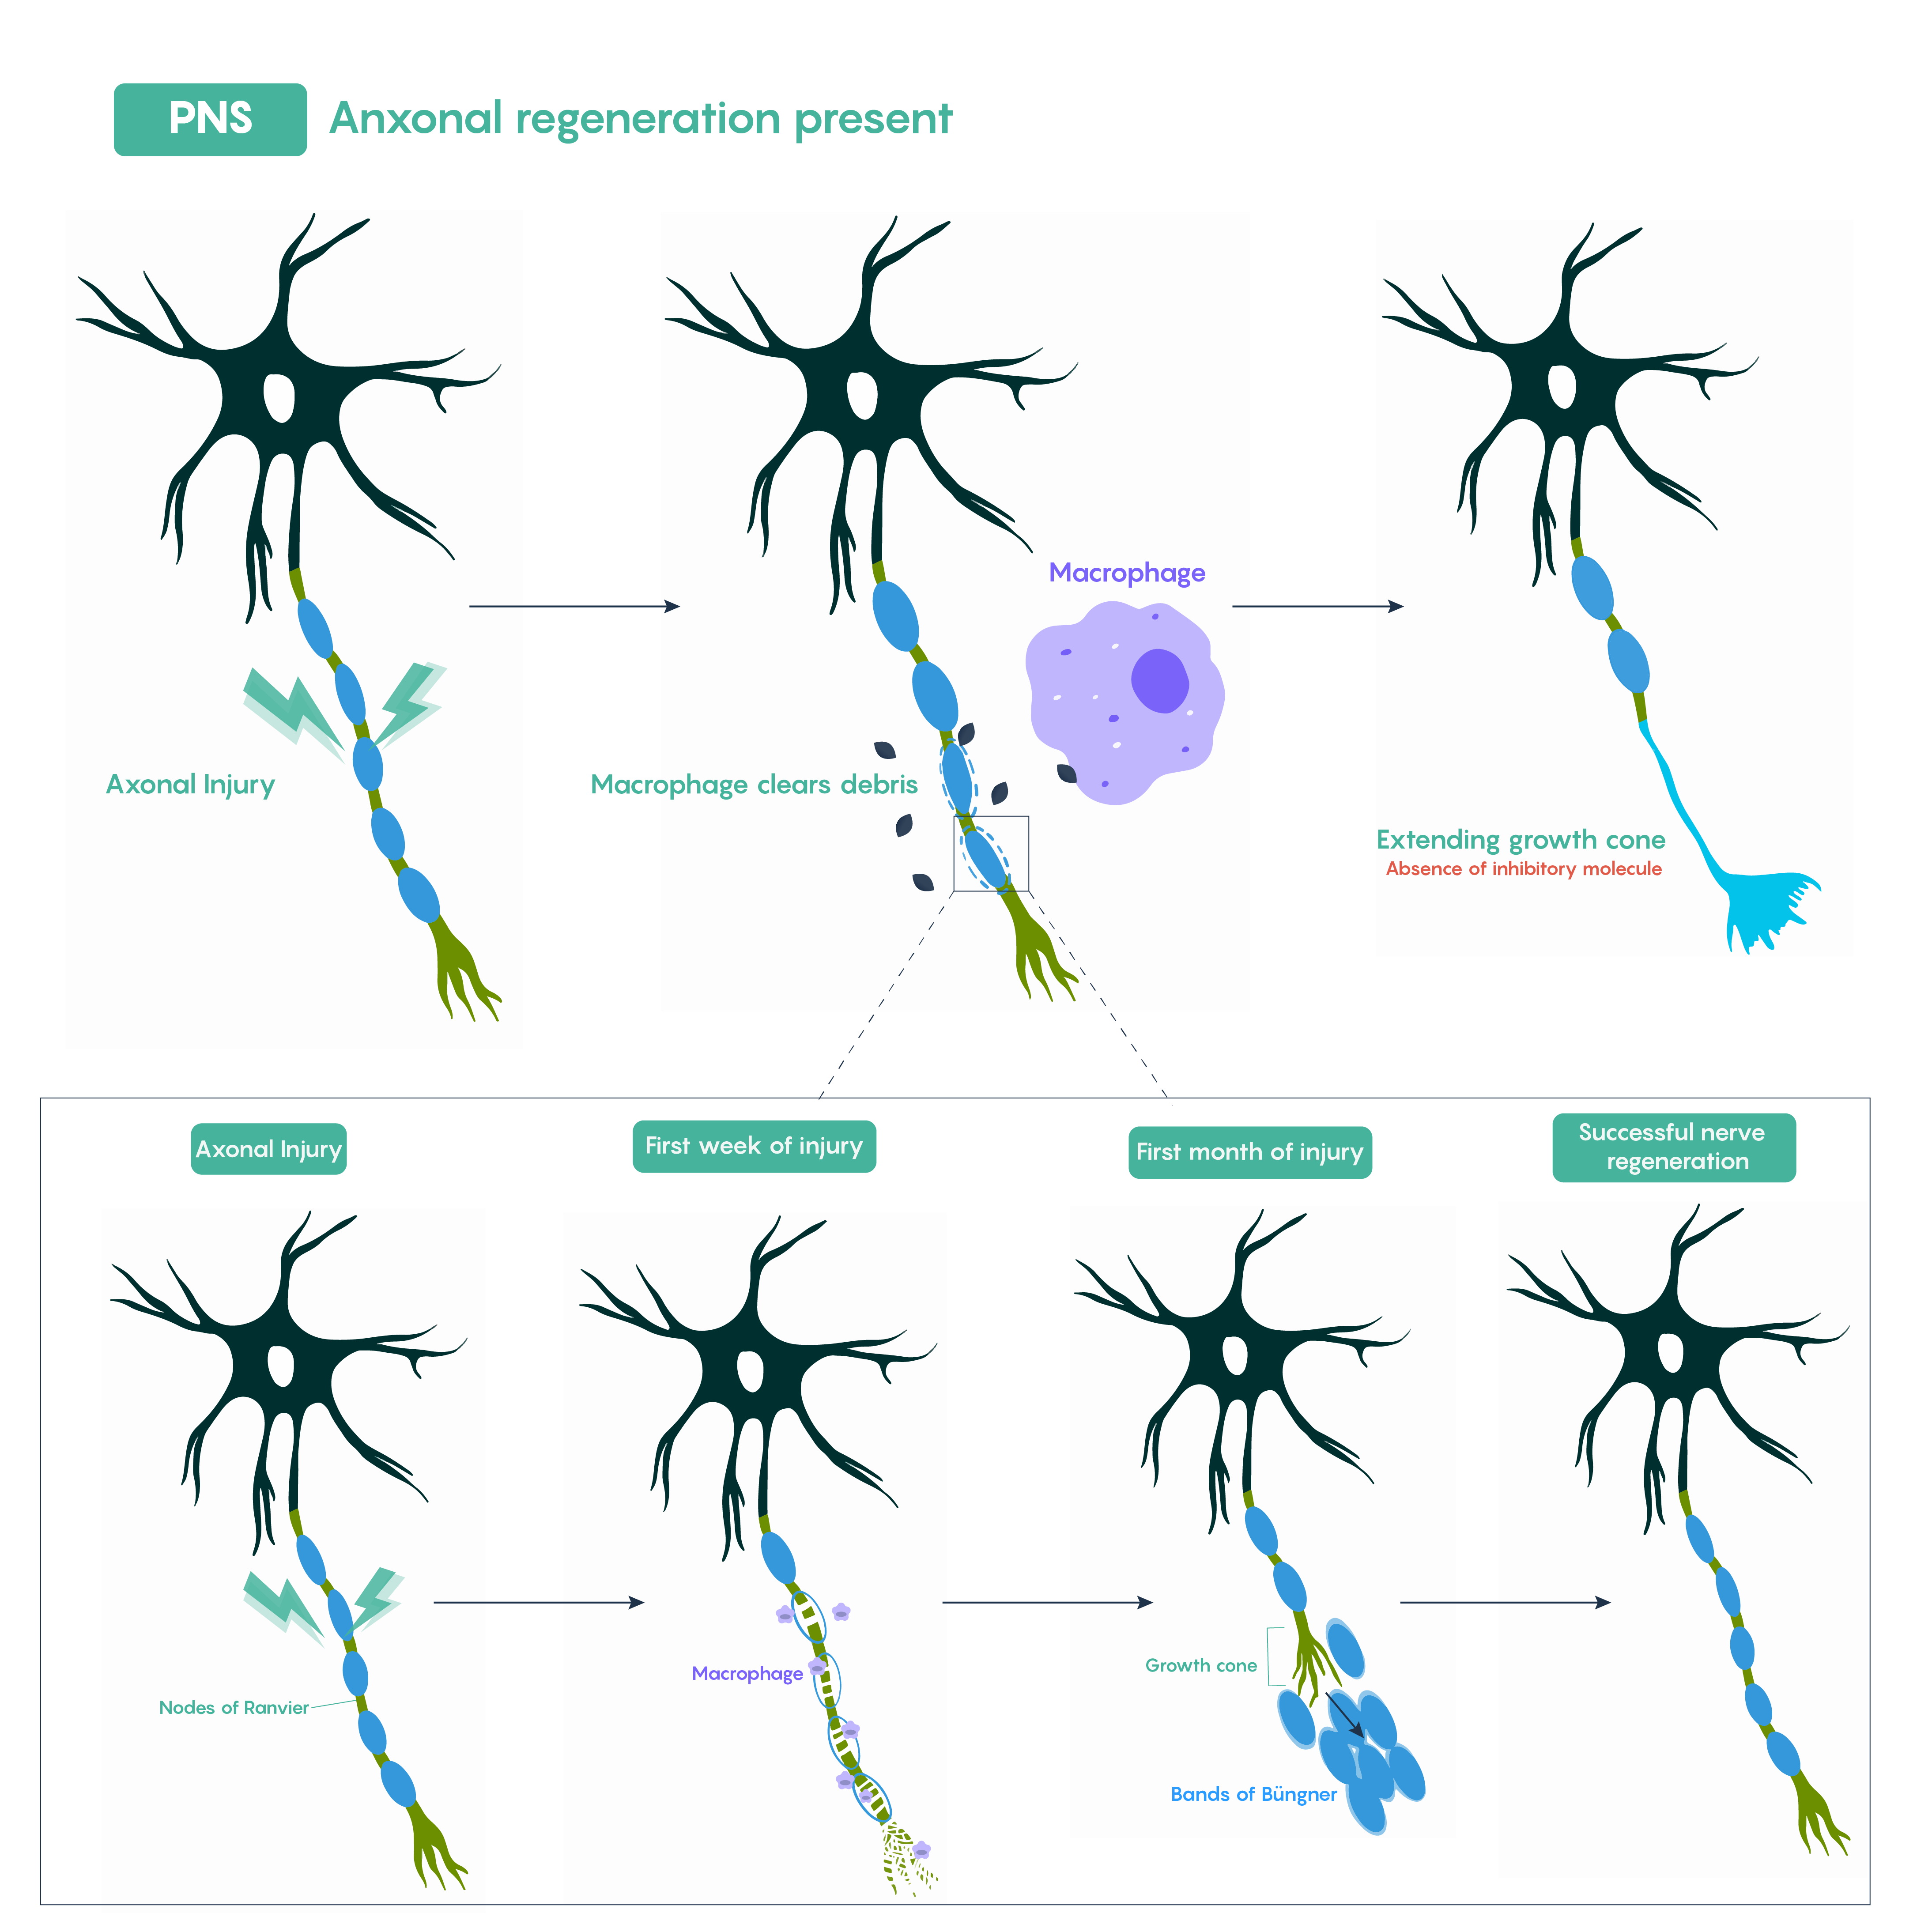 PNS
Anxonal regeneration present
Macrophage
Axonal Injury
Macrophage clears debris
Extending growth cone
Absence of inhibitory molecule
Axonal Injury
First week of injury
First month of injury
Successful nerve
regeneration
Growth cone
Macrophage
Nodes of Ranvier
Bands of Büngner